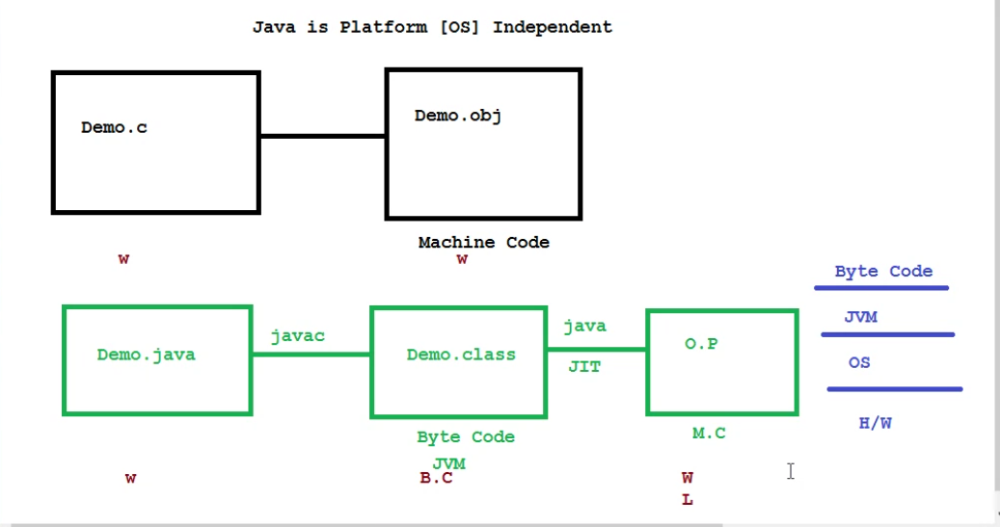 Java is Platform [OS] Independent
Demo.c
Demo.obj
Machine Code
w
w
Demo.java
javac
Demo.class
java
JIT
O.P
Byte Code
JVM
B.C
M.C
w
W
L
Byte Code
JVM
OS
H/W